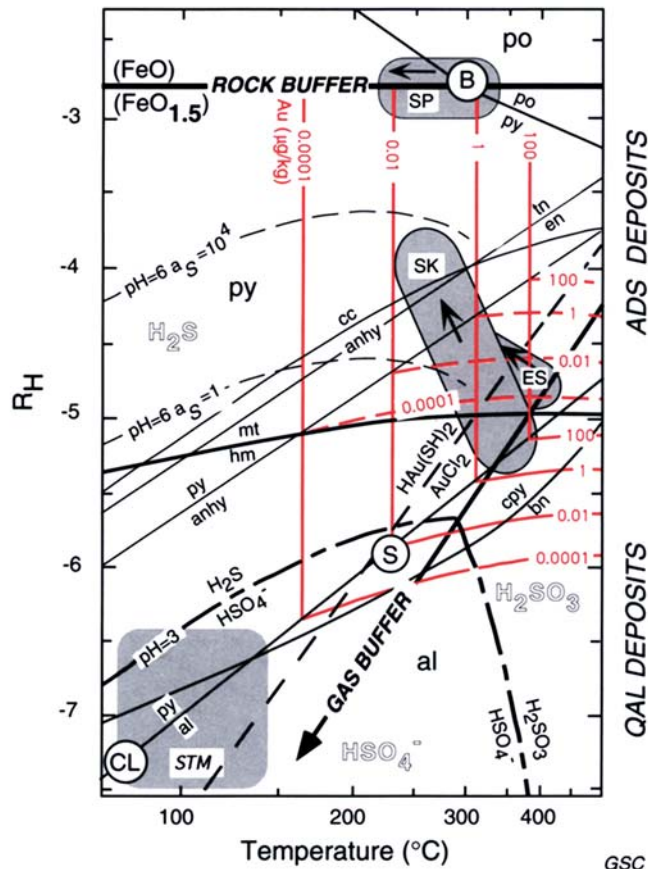 po
(FeO)
ROCK BUFFER
B
(FeO1.5)
SP
po
py
-3
Au (µg/kg)
0.0001
0.01
1
100
ADS DEPOSITS
tn
en
pH=6 aS=10⁴
-4
SK
100
py
cc
anhy
1
H₂S
0.01
ES
RH
pH=6 aS=1
0.0001
-5
mt
hm
HAu(SH)₂
AuCl₂⁻
100
py
anhy
1
cpy
bn
0.01
S
-6
H₂S
HSO₄⁻
0.0001
H₂SO₃
pH=3
GAS BUFFER
al
QAL DEPOSITS
-7
py
al
CL
STM
HSO₄⁻
HSO₄⁻
H₂SO₃
100
200
300
400
Temperature (°C)
GSC